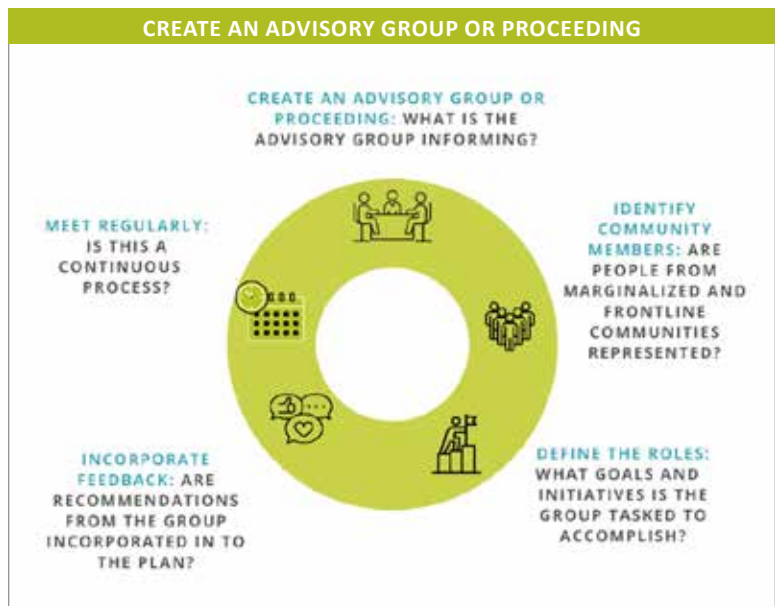 CREATE AN ADVISORY GROUP OR PROCEEDING
CREATE AN ADVISORY GROUP OR
PROCEEDING: WHAT IS THE
ADVISORY GROUP INFORMING?
IDENTIFY
COMMUNITY
MEMBERS: ARE
PEOPLE FROM
MARGINALIZED AND
FRONTLINE
COMMUNITIES
REPRESENTED?
DEFINE THE ROLES:
WHAT GOALS AND
INITIATIVES IS THE
GROUP TASKED TO
ACCOMPLISH?
INCORPORATE
FEEDBACK: ARE
RECOMMENDATIONS
FROM THE GROUP
INCORPORATED IN TO
THE PLAN?
MEET REGULARLY:
IS THIS A
CONTINUOUS
PROCESS?